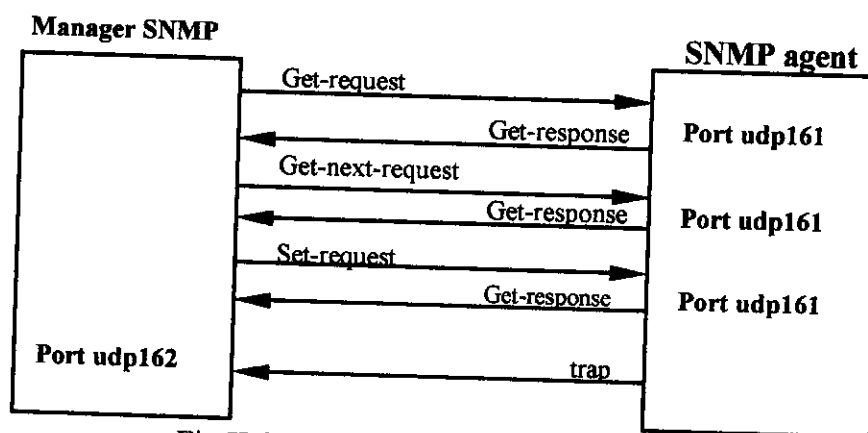 Manager SNMP
SNMP agent
Get-request
Get-response
Port udp161
Get-next-request
Get-response
Port udp161
Set-request
Get-response
Port udp161
Port udp162
trap